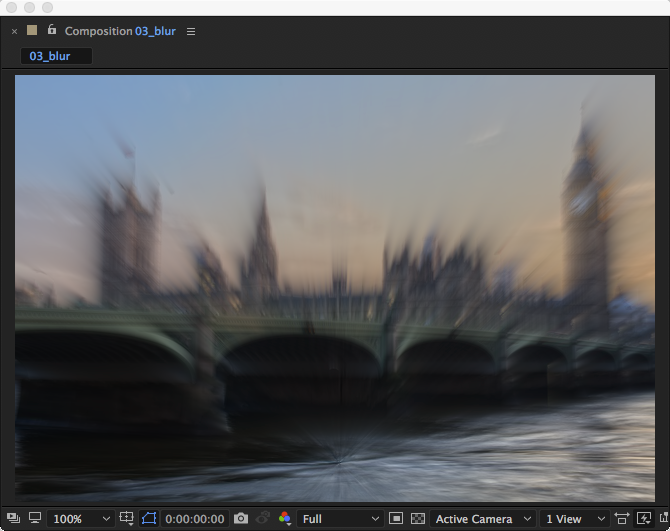 Composition 03_blur
03_blur
100%
0:00:00:00
Full
Active Camera
1 View